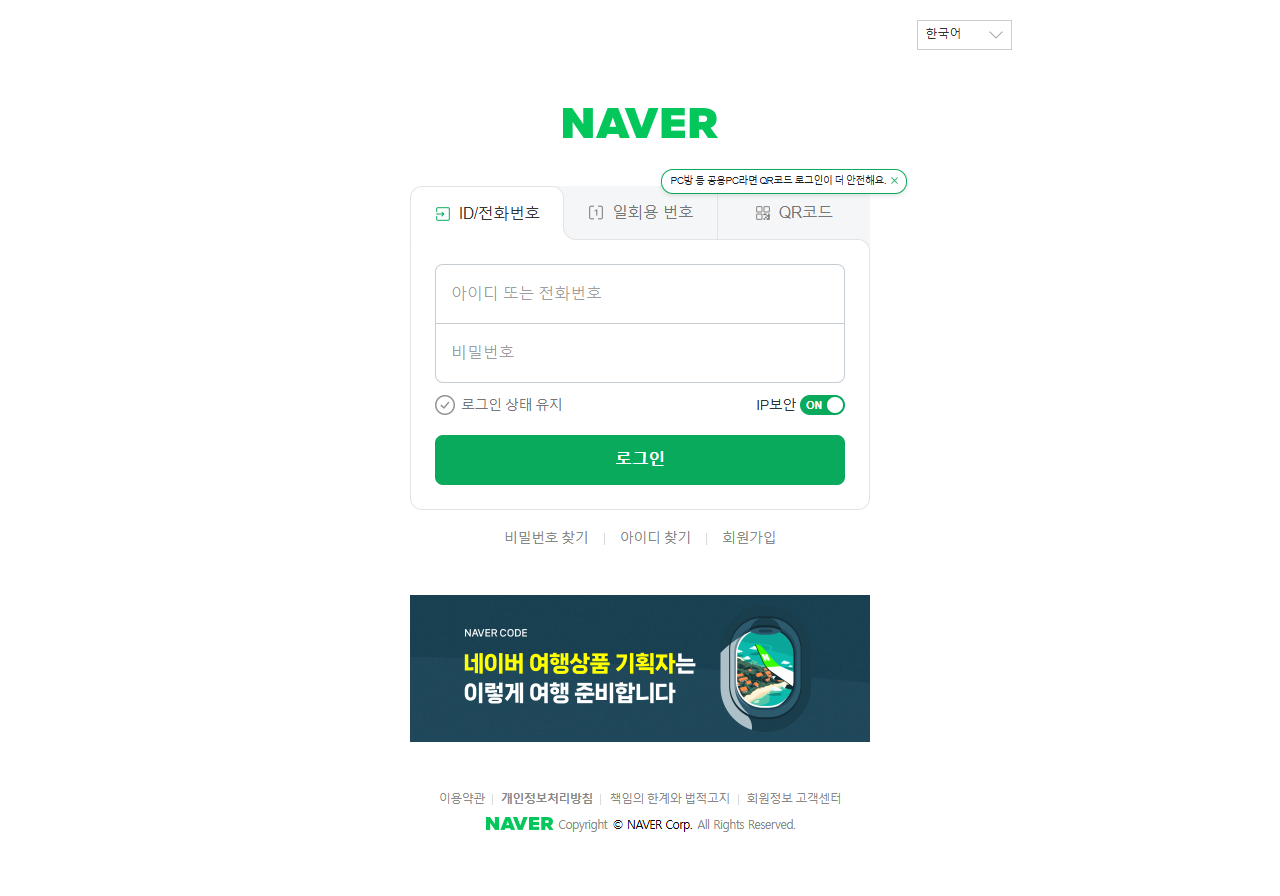 한국어
NAVER
PC방 등 공용PC라면 QR코드 로그인이 더 안전해요.
ID/전화번호
일회용 번호
QR코드
아이디 또는 전화번호
비밀번호
로그인 상태 유지
IP보안 ON
로그인
비밀번호 찾기
아이디 찾기
회원가입
NAVER CODE
네이버 여행상품 기획자는
이렇게 여행 준비합니다
이용약관 개인정보처리방침 책임의 한계와 법적고지 회원정보 고객센터
NAVER Copyright © NAVER Corp. All Rights Reserved.